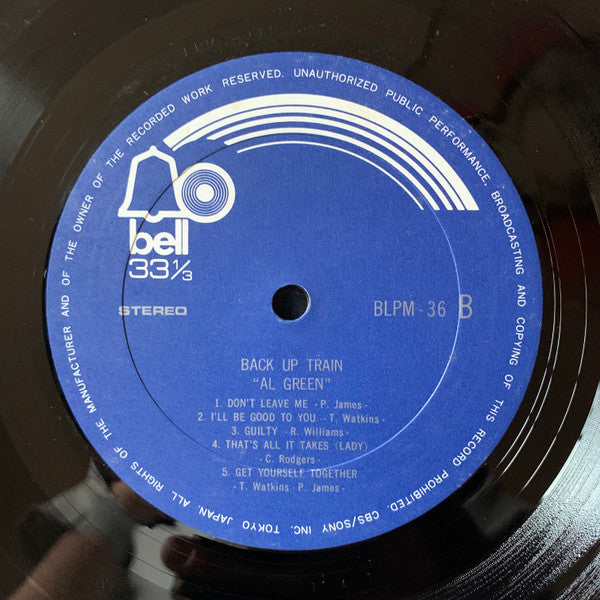 ALL RIGHTS OF THE MANUFACTURER AND OF THE OWNER OF THE RECORDED WORK RESERVED. UNAUTHORIZED PUBLIC PERFORMANCE, BROADCASTING AND COPYING OF THIS RECORD PROHIBITED. CBS/SONY INC. TOKYO JAPAN.
bell
33 1/3
STEREO
BLPM-36 B
BACK UP TRAIN
"AL GREEN"
1. DON'T LEAVE ME -P. James-
2. I'LL BE GOOD TO YOU -T. Watkins-
3. GUILTY -R. Williams-
4. THAT'S ALL IT TAKES (LADY)
-C. Rodgers-
5. GET YOURSELF TOGETHER
-T. Watkins -P. James-